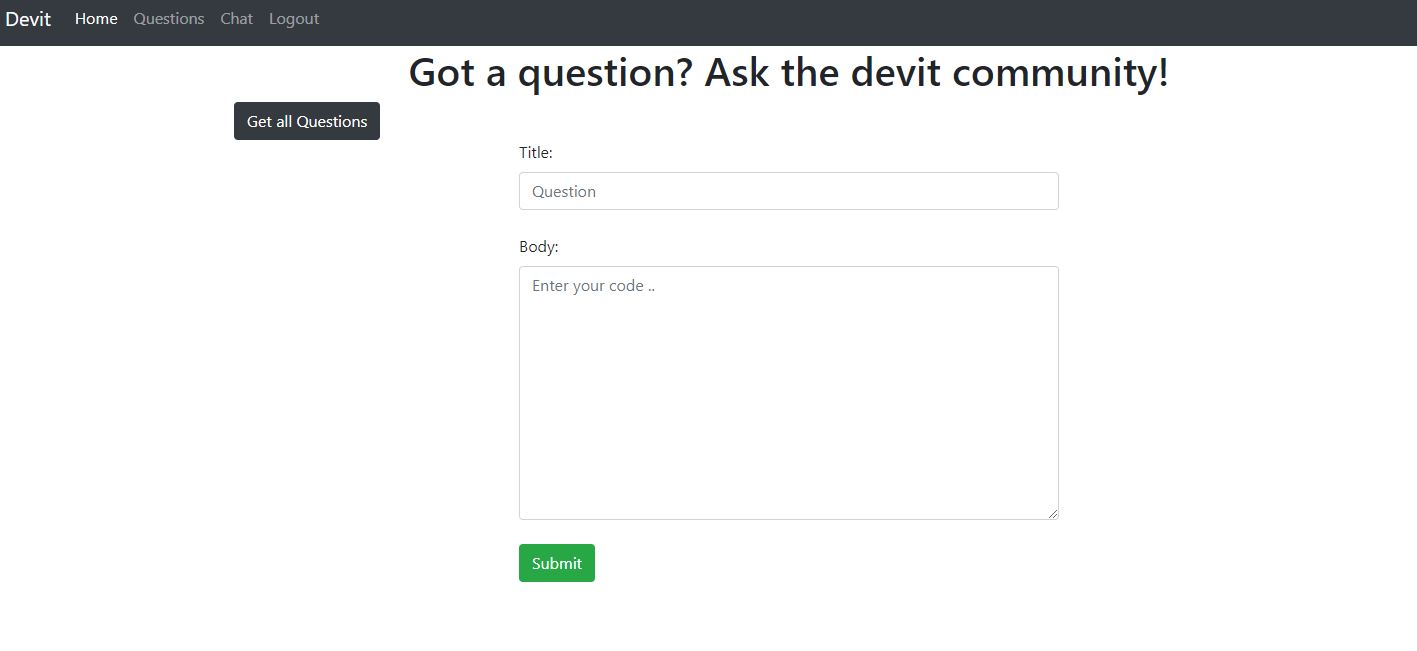 Devit Home Questions Chat Logout
Got a question? Ask the devit community!
Get all Questions
Title:
Question
Body:
Enter your code ..
Submit